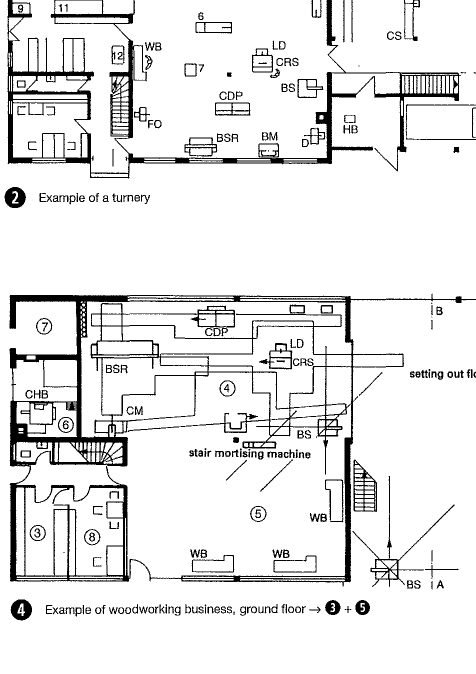 9
11
6
CS
WB
12
LD
CRS
7
BS
CDP
FO
HB
BSR
BM
D
2 Example of a turnery
B
7
CDP
LD
CRS
BSR
setting out flo
CHB
4
CM
6
BS
stair mortising machine
3
8
5
WB
WB
WB
BS
A
4 Example of woodworking business, ground floor → 3 + 5